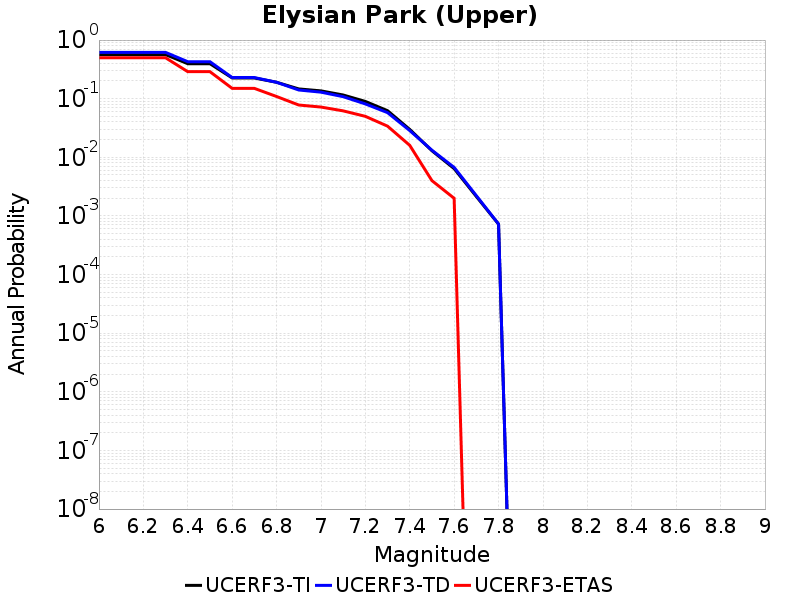 Elysian Park (Upper)
10^0
10^-1
10^-2
10^-3
10^-4
10^-5
10^-6
10^-7
10^-8
Annual Probability
6 6.2 6.4 6.6 6.8 7 7.2 7.4 7.6 7.8 8 8.2 8.4 8.6 8.8 9
Magnitude
UCERF3-TI UCERF3-TD UCERF3-ETAS